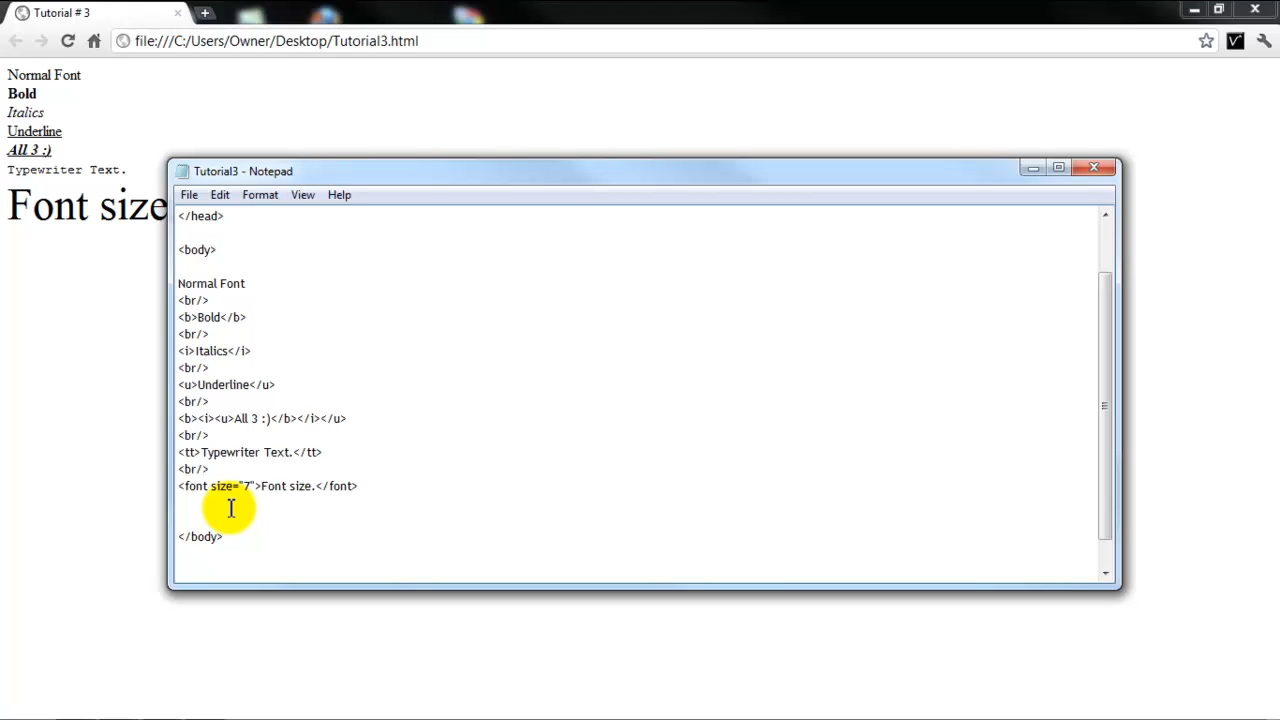 Tutorial # 3
file:///C:/Users/Owner/Desktop/Tutorial3.html
Normal Font
Bold
Italics
Underline
All 3 :)
Typewriter Text.
Font size
Tutorial3 - Notepad
File Edit Format View Help
</head>
<body>
Normal Font
<br/>
<b>Bold</b>
<br/>
<i>Italics</i>
<br/>
<u>Underline</u>
<br/>
<b><i><u>All 3 :)</b></i></u>
<br/>
<tt>Typewriter Text.</tt>
<br/>
<font size="7">Font size.</font>
</body>